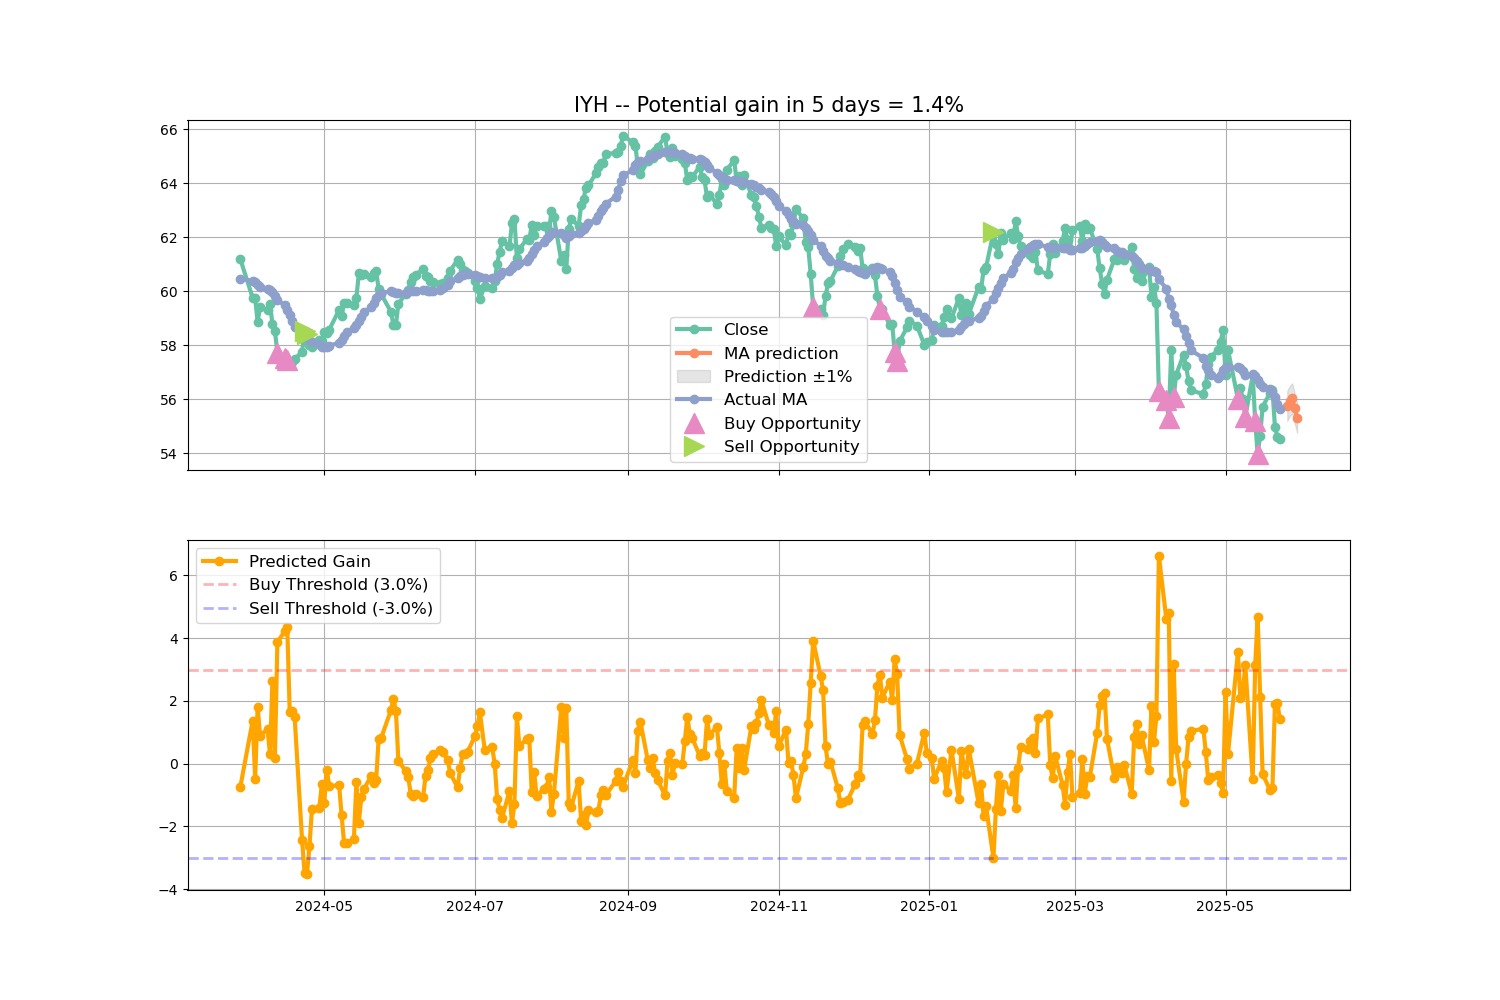 IYH -- Potential gain in 5 days = 1.4%
66
64
62
60
58
56
54
Close
MA prediction
Prediction ±1%
Actual MA
Buy Opportunity
Sell Opportunity
6
4
2
0
−2
−4
Predicted Gain
Buy Threshold (3.0%)
Sell Threshold (-3.0%)
2024-05
2024-07
2024-09
2024-11
2025-01
2025-03
2025-05